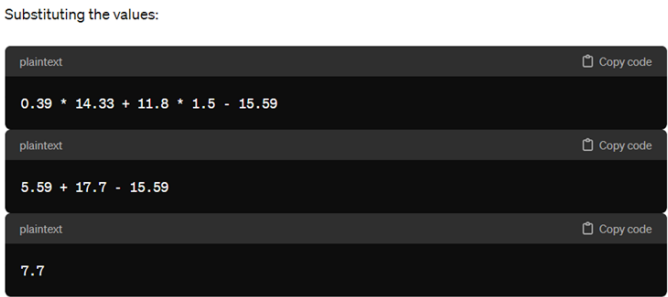 Substituting the values:
plaintext Copy code
0.39 * 14.33 + 11.8 * 1.5 - 15.59
plaintext Copy code
5.59 + 17.7 - 15.59
plaintext Copy code
7.7